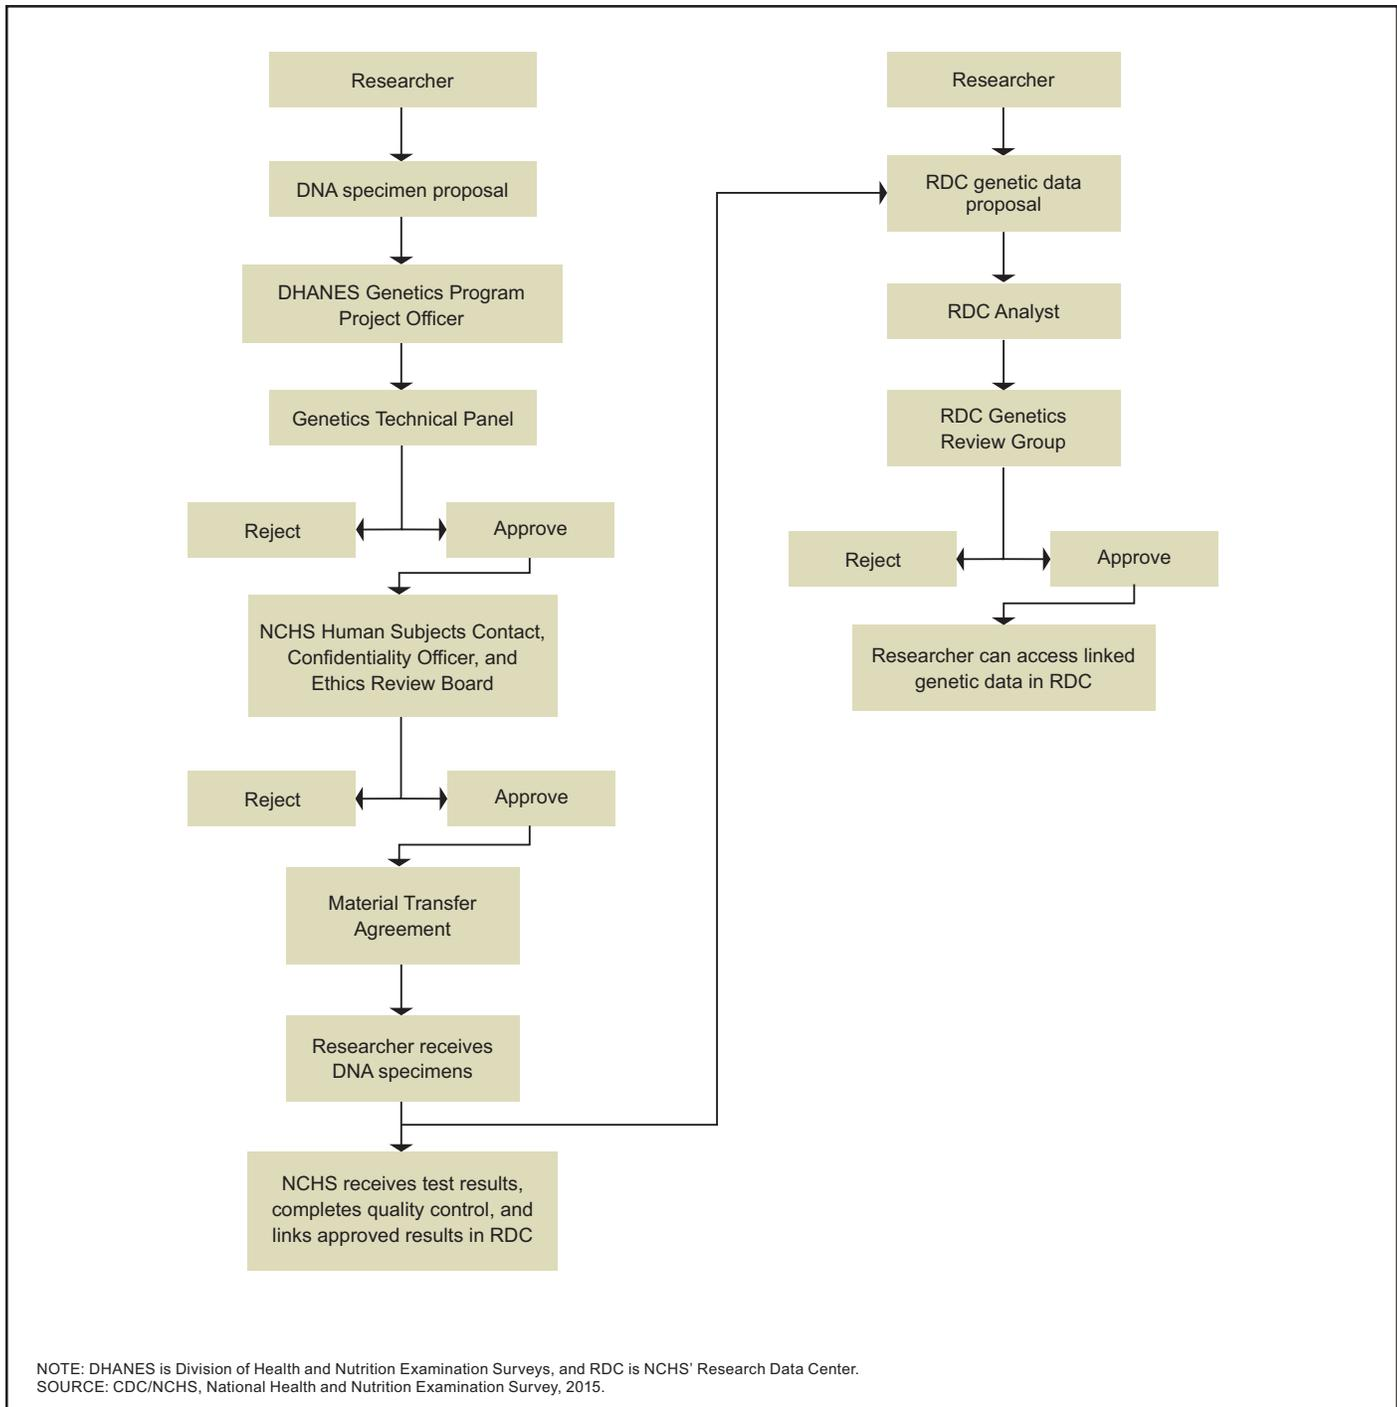 Researcher
DNA specimen proposal
DHANES Genetics Program
Project Officer
Genetics Technical Panel
Reject
Approve
NCHS Human Subjects Contact,
Confidentiality Officer, and
Ethics Review Board
Reject
Approve
Material Transfer
Agreement
Researcher receives
DNA specimens
NCHS receives test results,
completes quality control, and
links approved results in RDC
Researcher
RDC genetic data
proposal
RDC Analyst
RDC Genetics
Review Group
Reject
Approve
Researcher can access linked
genetic data in RDC
NOTE: DHANES is Division of Health and Nutrition Examination Surveys, and RDC is NCHS' Research Data Center.
SOURCE: CDC/NCHS, National Health and Nutrition Examination Survey, 2015.